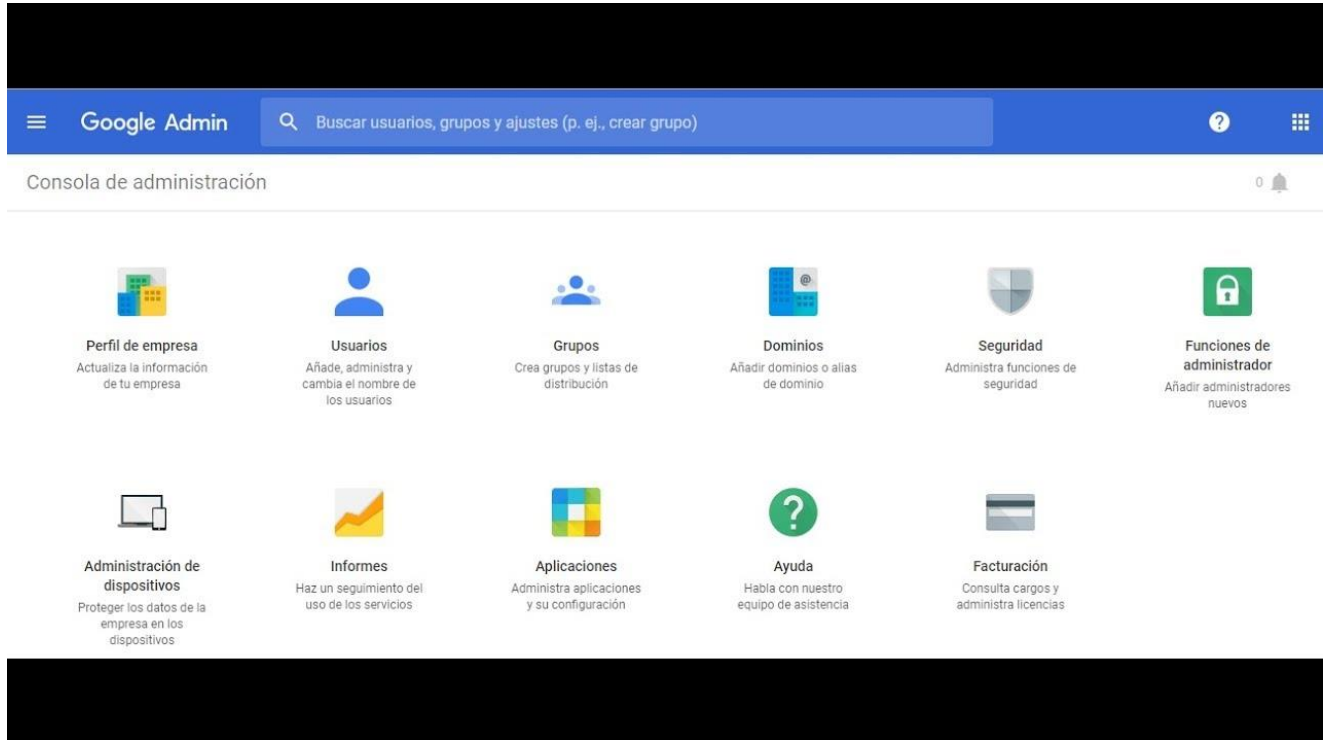 Google Admin
Buscar usuarios, grupos y ajustes (p. ej., crear grupo)
?
Consola de administración
0
@
Perfil de empresa
Actualiza la información
de tu empresa
Usuarios
Añade, administra y
cambia el nombre de
los usuarios
Grupos
Crea grupos y listas de
distribución
Dominios
Añadir dominios o alias
de dominio
Seguridad
Administra funciones de
seguridad
Funciones de
administrador
Añadir administradores
nuevos
?
Administración de
dispositivos
Proteger los datos de la
empresa en los
dispositivos
Informes
Haz un seguimiento del
uso de los servicios
Aplicaciones
Administra aplicaciones
y su configuración
Ayuda
Habla con nuestro
equipo de asistencia
Facturación
Consulta cargos y
administra licencias